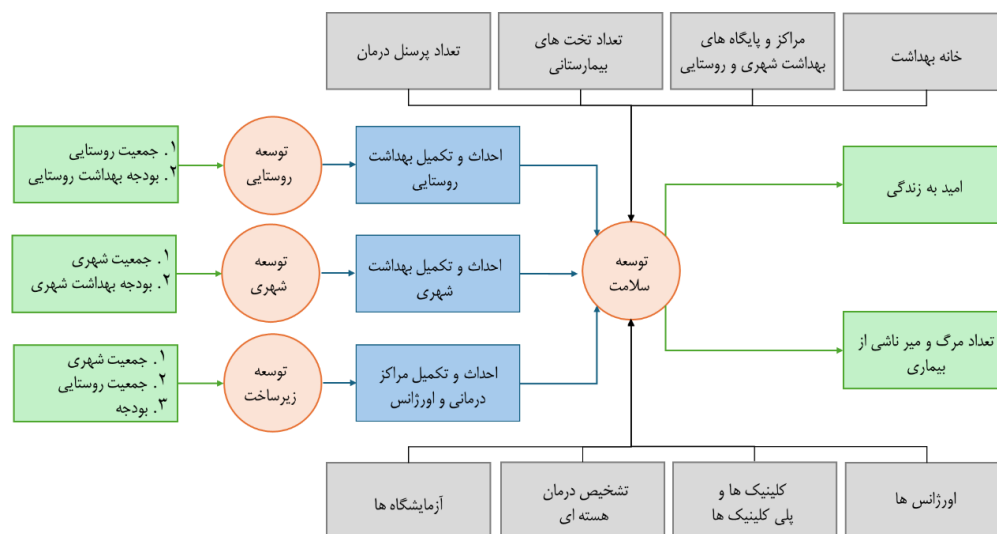 تعداد پرسنل درمان
تعداد تخت های
بیمارستانی
مراکز و پایگاه های
بهداشت شهری و روستایی
خانه بهداشت
۱. جمعیت روستایی
۲. بودجه بهداشت روستایی
توسعه
روستایی
احداث و تکمیل بهداشت
روستایی
۱. جمعیت شهری
۲. بودجه بهداشت شهری
توسعه
شهری
احداث و تکمیل بهداشت
شهری
۱. جمعیت شهری
۲. جمعیت روستایی
۳. بودجه
توسعه
زیرساخت
احداث و تکمیل مراکز
درمانی و اورژانس
توسعه
سلامت
امید به زندگی
تعداد مرگ و میر ناشی از
بیماری
آزمایشگاه ها
تشخیص درمان
هسته ای
کلینیک ها و
پلی کلینیک ها
اورژانس ها